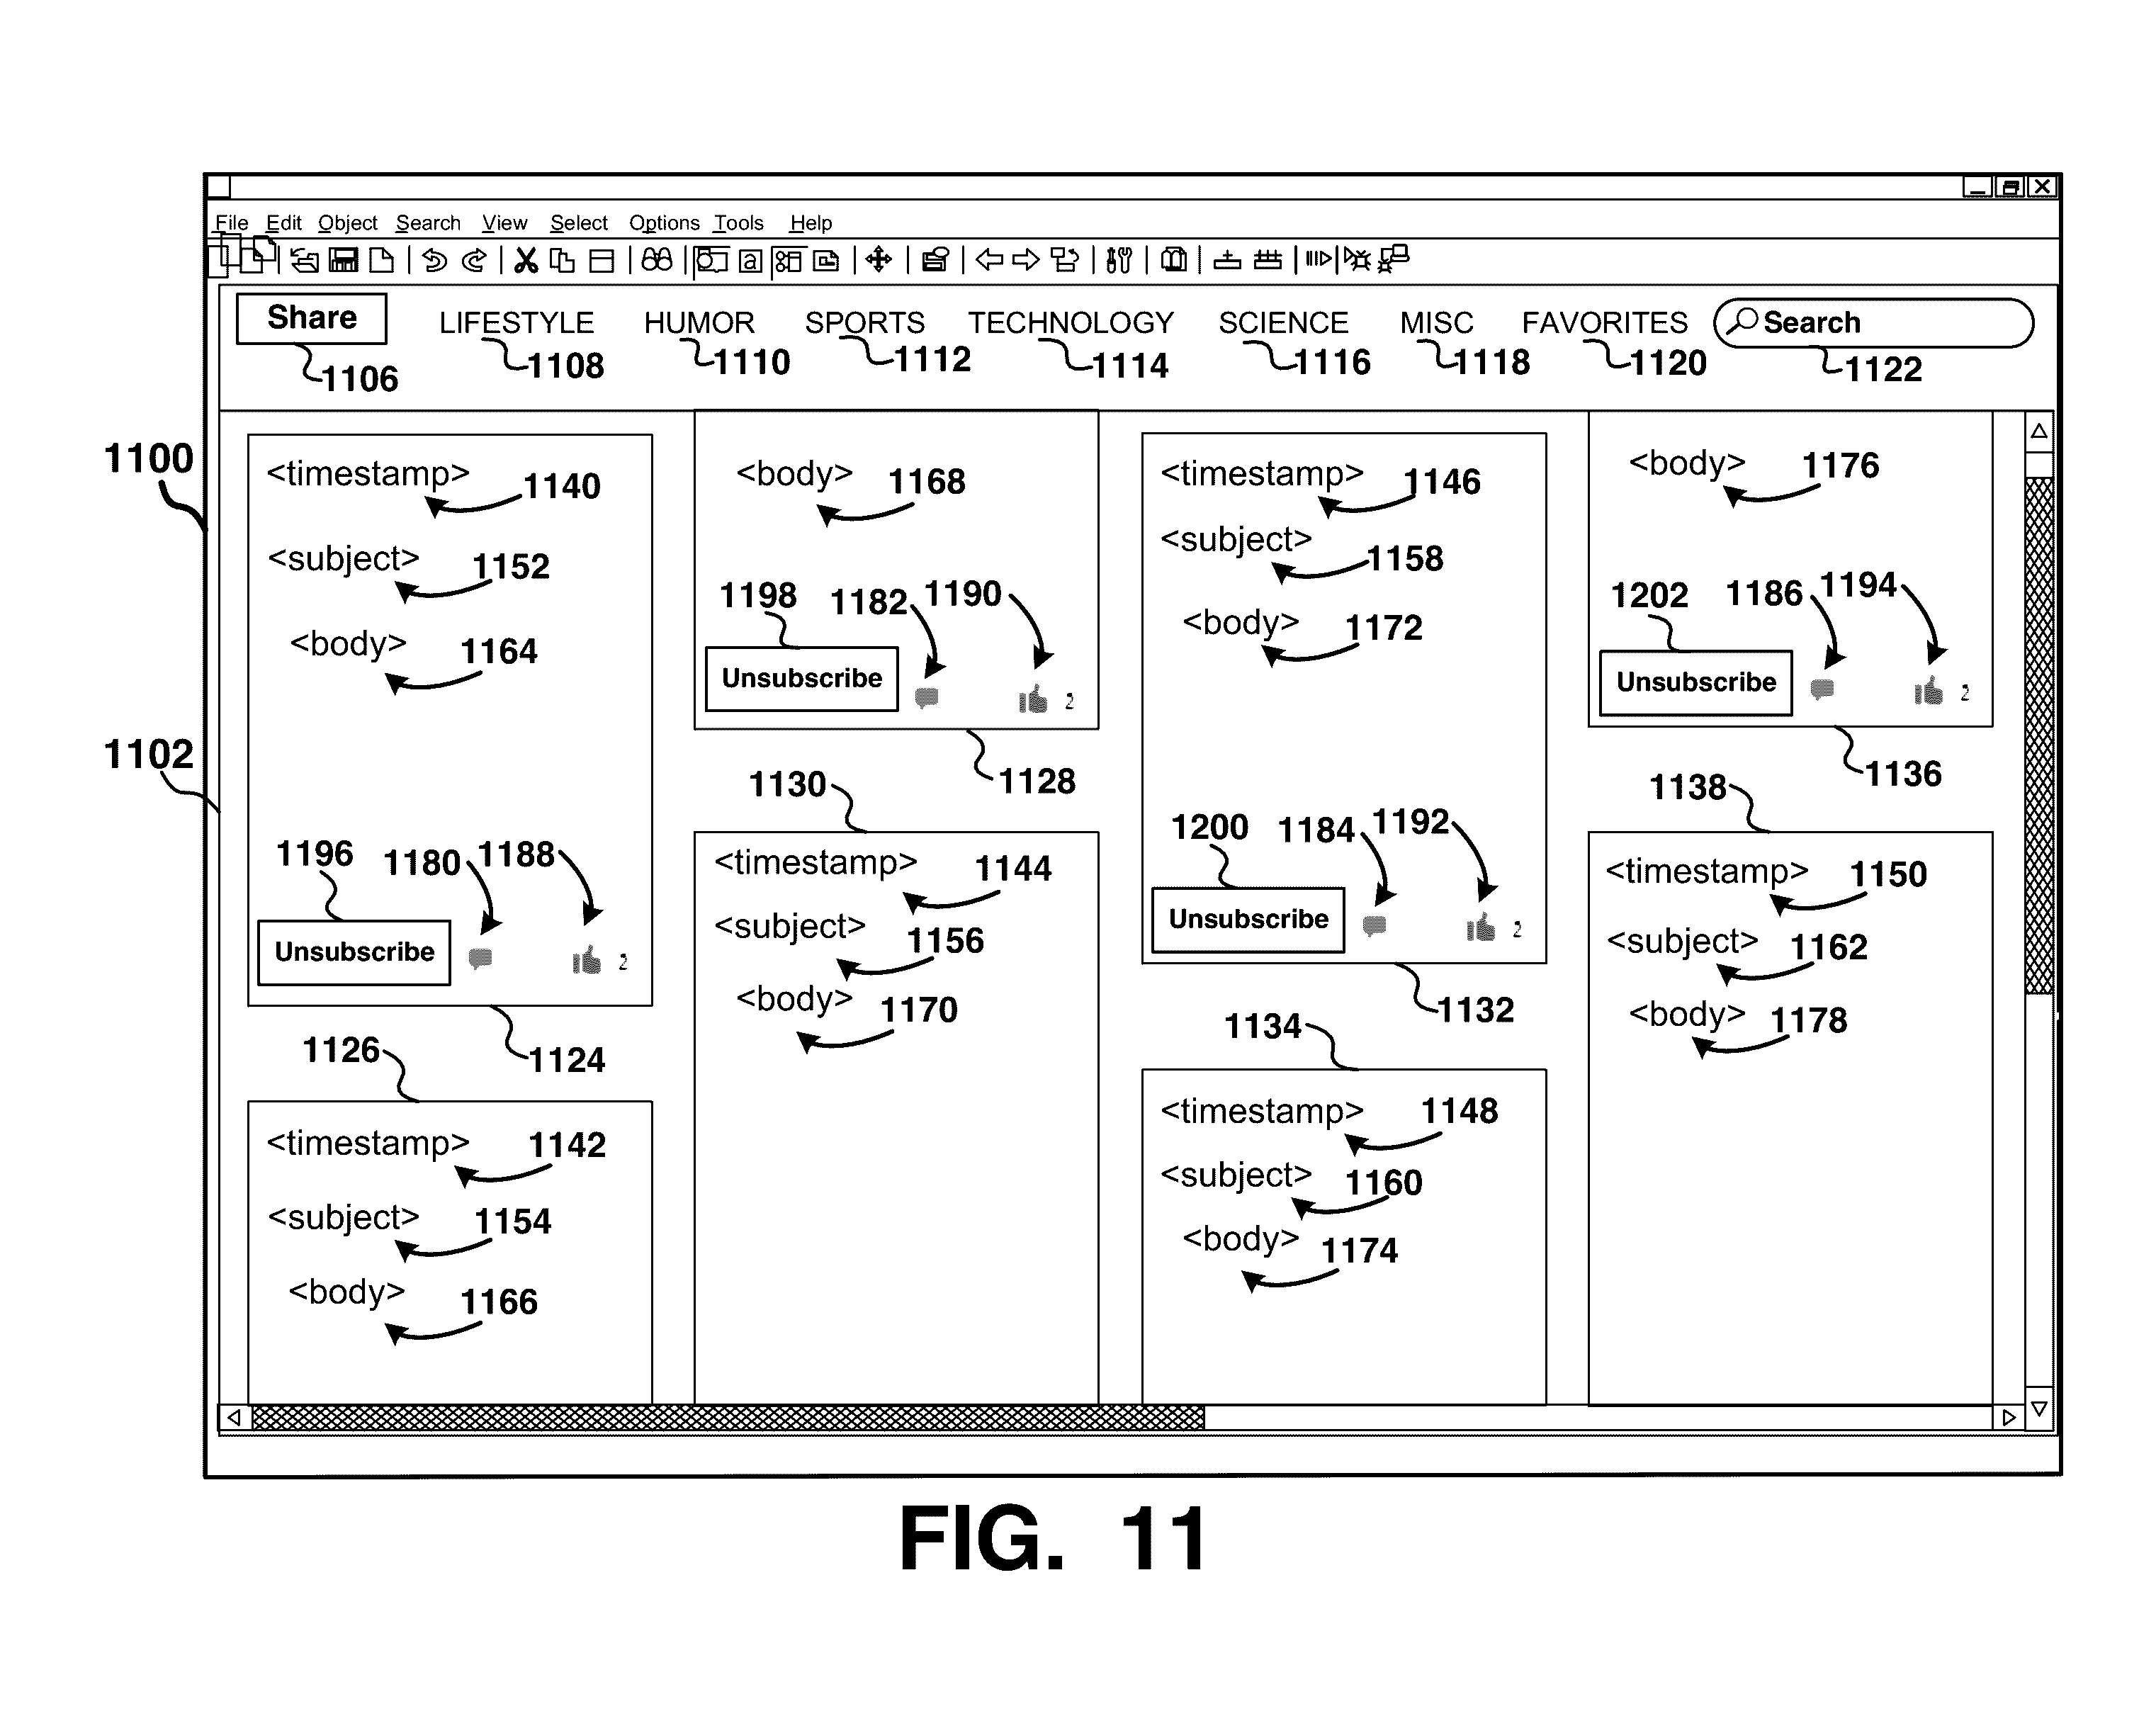 File Edit Object Search View Select Options Tools Help
a
Share LIFESTYLE HUMOR SPORTS TECHNOLOGY SCIENCE MISC FAVORITES Search
1106 1108 1110 1112 1114 1116 1118 1120 1122
1100
1102
<timestamp> 1140
<subject> 1152
<body> 1164
1196 1180 1188
Unsubscribe 2
1124
1126
<timestamp> 1142
<subject> 1154
<body> 1166
<body> 1168
1198 1182 1190
Unsubscribe 2
1128
1130
<timestamp> 1144
<subject> 1156
<body> 1170
<timestamp> 1146
<subject> 1158
<body> 1172
1200 1184 1192
Unsubscribe 2
1132
1134
<timestamp> 1148
<subject> 1160
<body> 1174
<body> 1176
1202 1186 1194
Unsubscribe 2
1136
1138
<timestamp> 1150
<subject> 1162
<body> 1178
FIG. 11